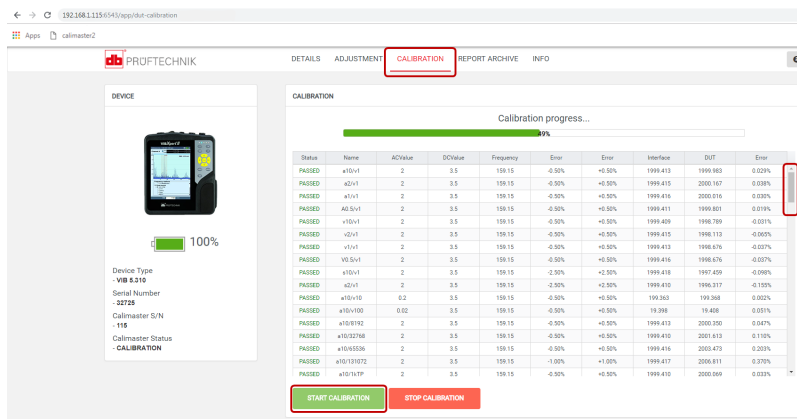 192.168.1.115:6543/app/dut-calibration
Apps calimaster2
db PRÜFTECHNIK DETAILS ADJUSTMENT CALIBRATION REPORT ARCHIVE INFO
DEVICE
100%
Device Type
- VIB 5.310
Serial Number
- 32725
Calimaster S/N
- 115
Calimaster Status
- CALIBRATION
CALIBRATION
Calibration progress...
49%
Status Name ACValue DCValue Frequency Error Error Interface DUT Error
PASSED a10/v1 2 3.5 159.15 -0.50% +0.50% 1999.413 1999.983 0.029%
PASSED a2/v1 2 3.5 159.15 -0.50% +0.50% 1999.415 2000.167 0.038%
PASSED a1/v1 2 3.5 159.15 -0.50% +0.50% 1999.416 2000.016 0.030%
PASSED A0.5/v1 2 3.5 159.15 -0.50% +0.50% 1999.411 1999.801 0.019%
PASSED v10/v1 2 3.5 159.15 -0.50% +0.50% 1999.409 1998.789 -0.031%
PASSED v2/v1 2 3.5 159.15 -0.50% +0.50% 1999.415 1998.113 -0.065%
PASSED v1/v1 2 3.5 159.15 -0.50% +0.50% 1999.413 1998.676 -0.037%
PASSED V0.5/v1 2 3.5 159.15 -0.50% +0.50% 1999.416 1998.676 -0.037%
PASSED s10/v1 2 3.5 159.15 -2.50% +2.50% 1999.418 1997.459 -0.098%
PASSED s2/v1 2 3.5 159.15 -2.50% +2.50% 1999.410 1996.317 -0.155%
PASSED a10/v10 0.2 3.5 159.15 -0.50% +0.50% 199.363 199.368 0.002%
PASSED a10/v100 0.02 3.5 159.15 -0.50% +0.50% 19.398 19.408 0.051%
PASSED a10/8192 2 3.5 159.15 -0.50% +0.50% 1999.413 2000.350 0.047%
PASSED a10/32768 2 3.5 159.15 -0.50% +0.50% 1999.410 2001.613 0.110%
PASSED a10/65536 2 3.5 159.15 -0.50% +0.50% 1999.416 2003.473 0.203%
PASSED a10/131072 2 3.5 159.15 -1.00% +1.00% 1999.417 2006.811 0.370%
PASSED a10/1kTP 2 3.5 159.15 -0.50% +0.50% 1999.410 2000.069 0.033%
START CALIBRATION STOP CALIBRATION